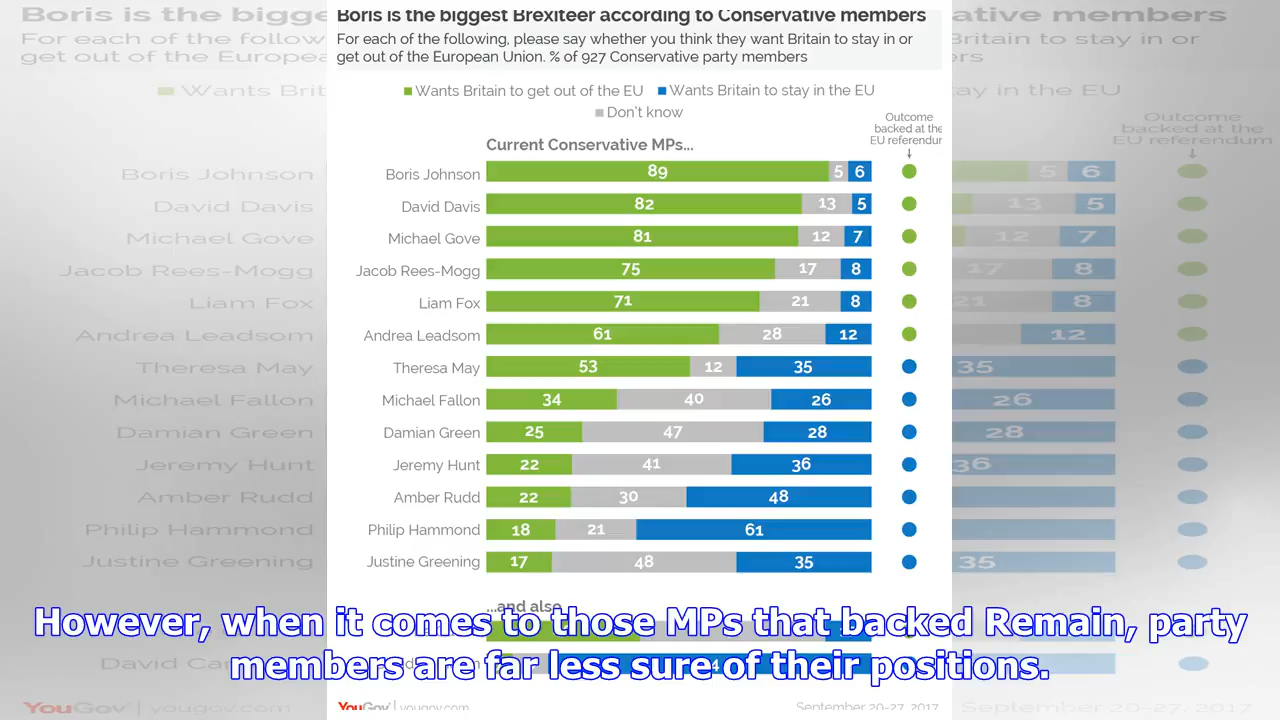 Boris is the biggest Brexiteer according to Conservative members
For each of the following, please say whether you think they want Britain to stay in or
get out of the European Union. % of 927 Conservative party members
Wants Britain to get out of the EU Wants Britain to stay in the EU
Don't know
Outcome
backed at the
EU referendum
Current Conservative MPs...
Boris Johnson 89 5 6
David Davis 82 13 5
Michael Gove 81 12 7
Jacob Rees-Mogg 75 17 8
Liam Fox 71 21 8
Andrea Leadsom 61 28 12
Theresa May 53 12 35
Michael Fallon 34 40 26
Damian Green 25 47 28
Jeremy Hunt 22 41 36
Amber Rudd 22 30 48
Philip Hammond 18 21 61
Justine Greening 17 48 35
...and also
However, when it comes to those MPs that backed Remain, party
members are far less sure of their positions.
YouGov | yougov.com September 20-27, 2017